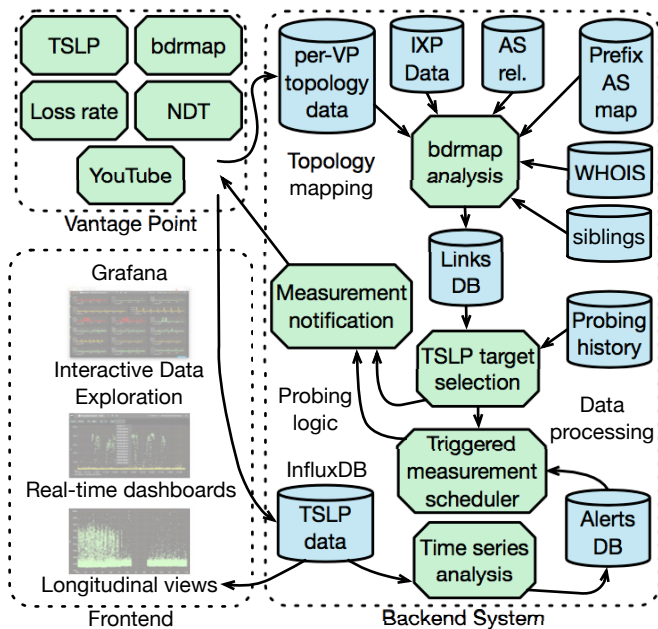 TSLP
bdrmap
Loss rate
NDT
YouTube
Vantage Point
per-VP
topology
data
IXP
Data
AS
rel.
Prefix
AS
map
Topology
mapping
bdrmap
analysis
WHOIS
siblings
Links
DB
Measurement
notification
TSLP target
selection
Probing
history
Probing
logic
Data
processing
Triggered
measurement
scheduler
InfluxDB
TSLP
data
Time series
analysis
Alerts
DB
Backend System
Grafana
Interactive Data
Exploration
Real-time dashboards
Longitudinal views
Frontend